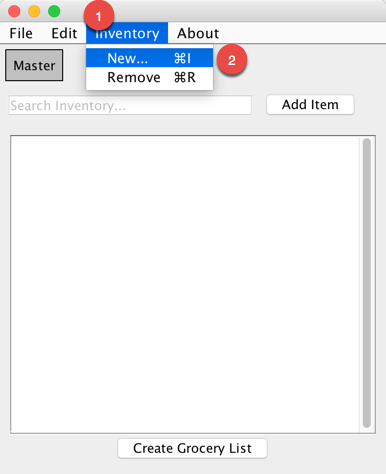 1
File Edit Inventory About
New... ⌘I
2
Remove ⌘R
Master
Search Inventory...
Add Item
Create Grocery List